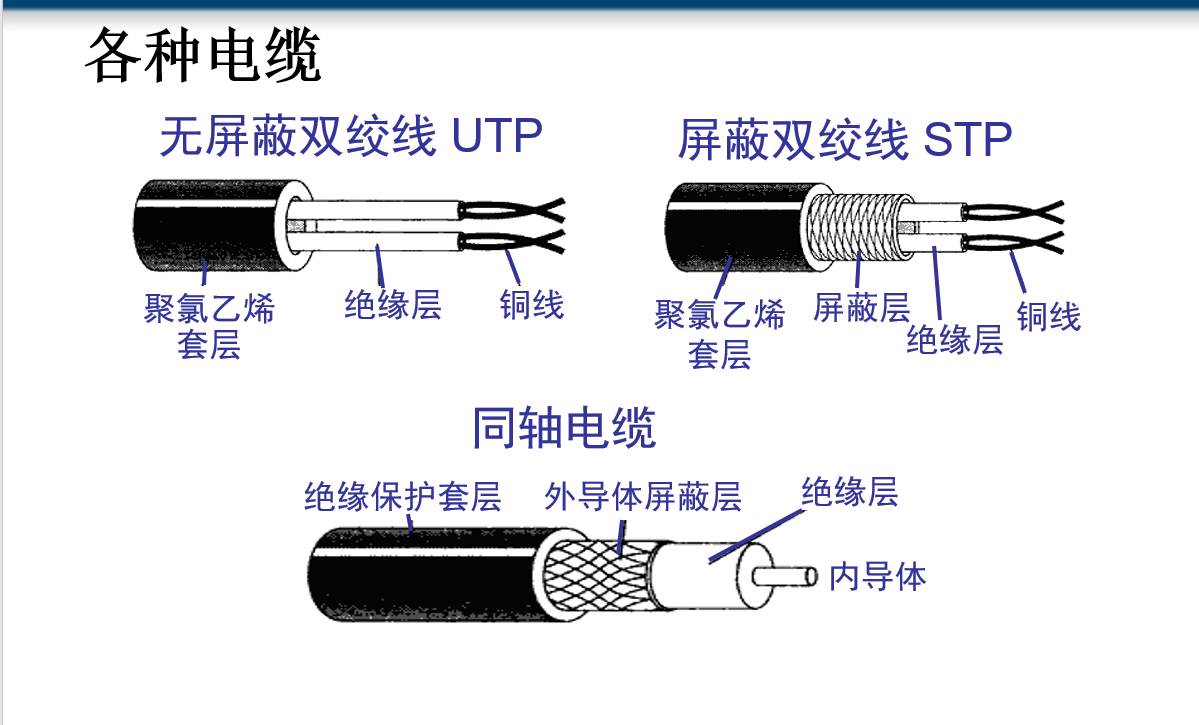 各种电缆
无屏蔽双绞线 UTP
屏蔽双绞线 STP
聚氯乙烯
套层
绝缘层
铜线
聚氯乙烯
套层
屏蔽层
绝缘层
铜线
同轴电缆
绝缘保护套层
外导体屏蔽层
绝缘层
内导体